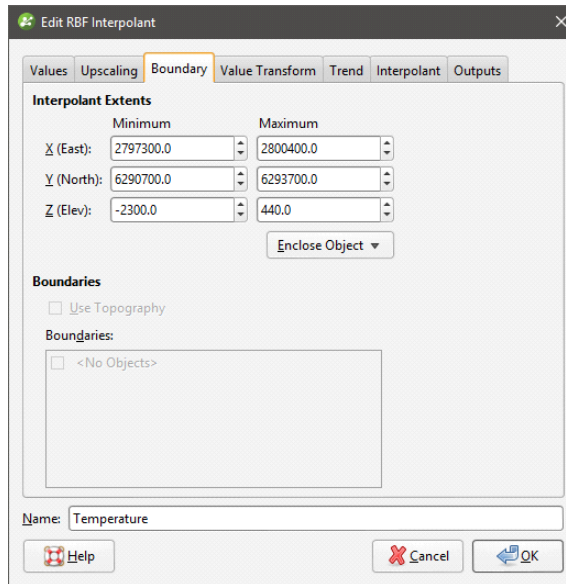 Edit RBF Interpolant
Values Upscaling Boundary Value Transform Trend Interpolant Outputs
Interpolant Extents
Minimum Maximum
X (East): 2797300.0 2800400.0
Y (North): 6290700.0 6293700.0
Z (Elev): -2300.0 440.0
Enclose Object
Boundaries
Use Topography
Boundaries:
<No Objects>
Name: Temperature
Help Cancel OK